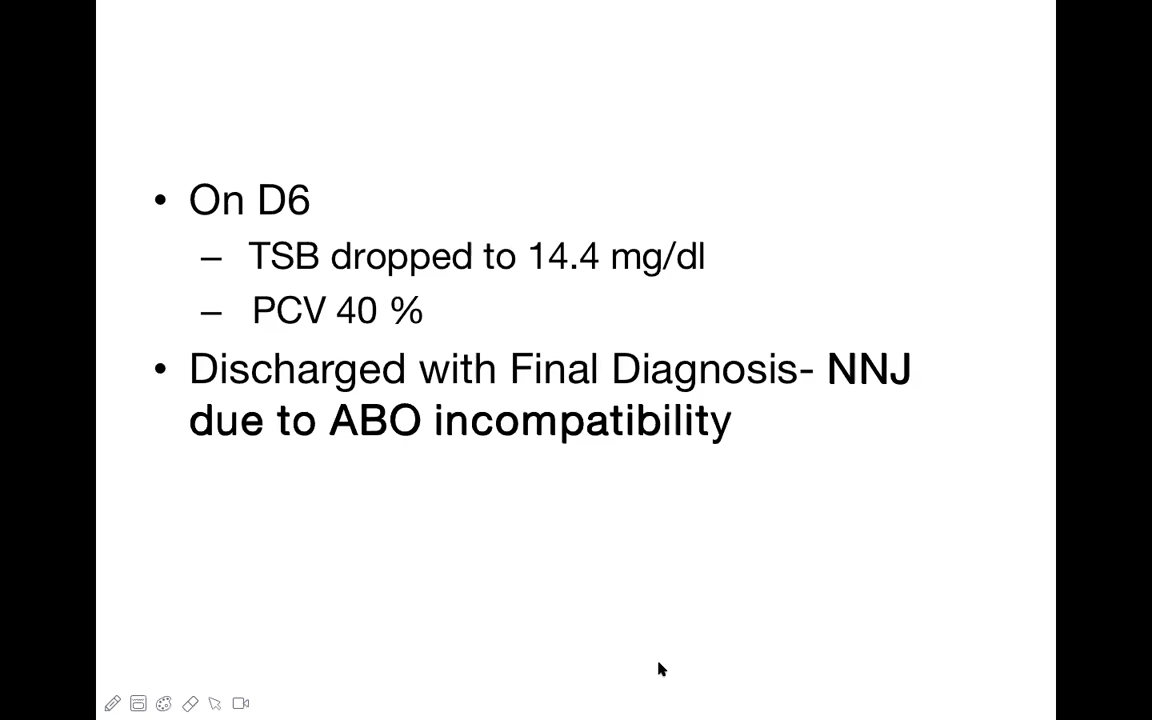 • On D6
– TSB dropped to 14.4 mg/dl
– PCV 40 %
• Discharged with Final Diagnosis- NNJ
due to ABO incompatibility